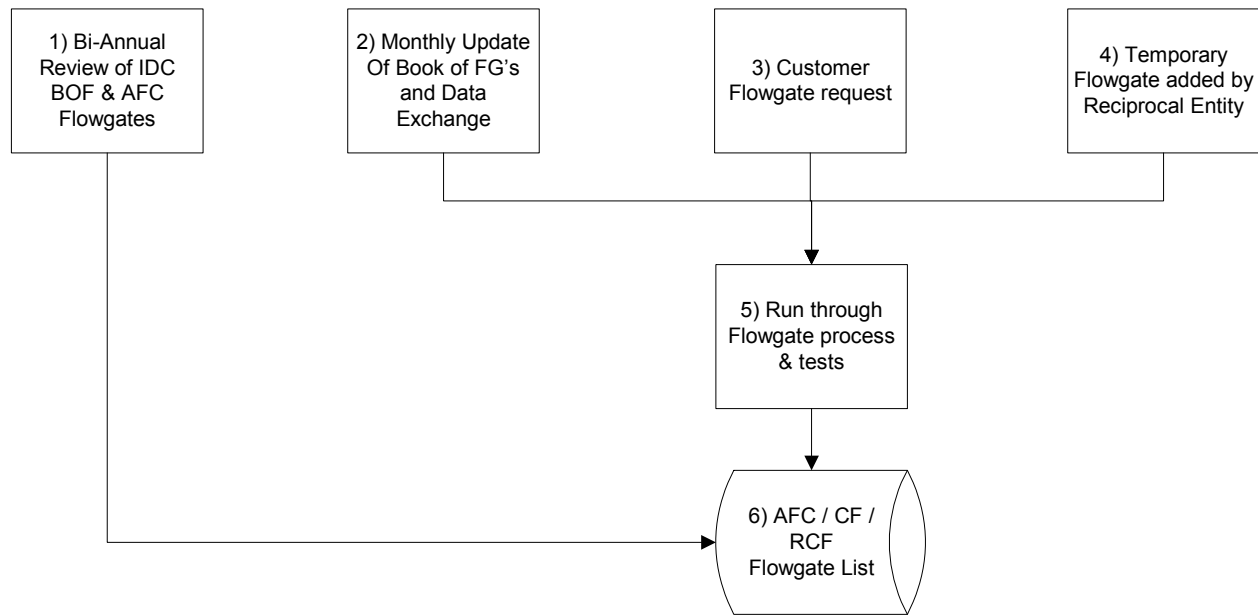 1) Bi-Annual
Review of IDC
BOF & AFC
Flowgates
2) Monthly Update
Of Book of FG's
and Data
Exchange
3) Customer
Flowgate request
4) Temporary
Flowgate added by
Reciprocal Entity
5) Run through
Flowgate process
& tests
6) AFC / CF /
RCF
Flowgate List